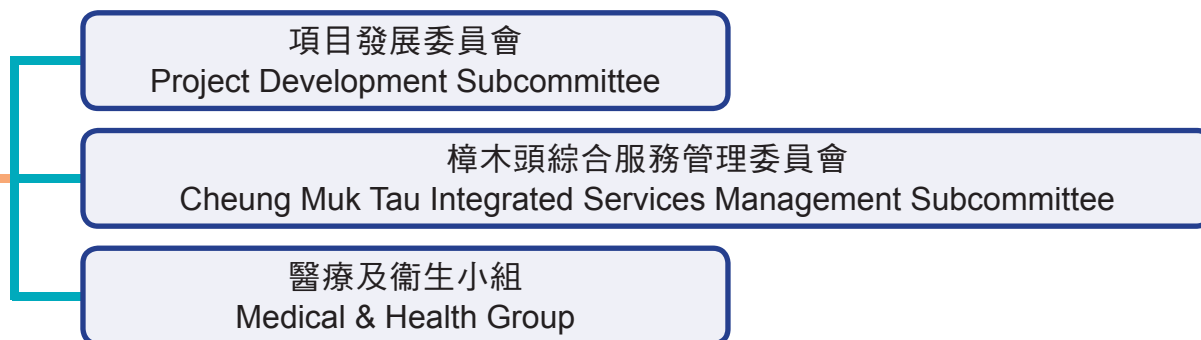 項目發展委員會
Project Development Subcommittee
樟木頭綜合服務管理委員會
Cheung Muk Tau Integrated Services Management Subcommittee
醫療及衞生小組
Medical & Health Group